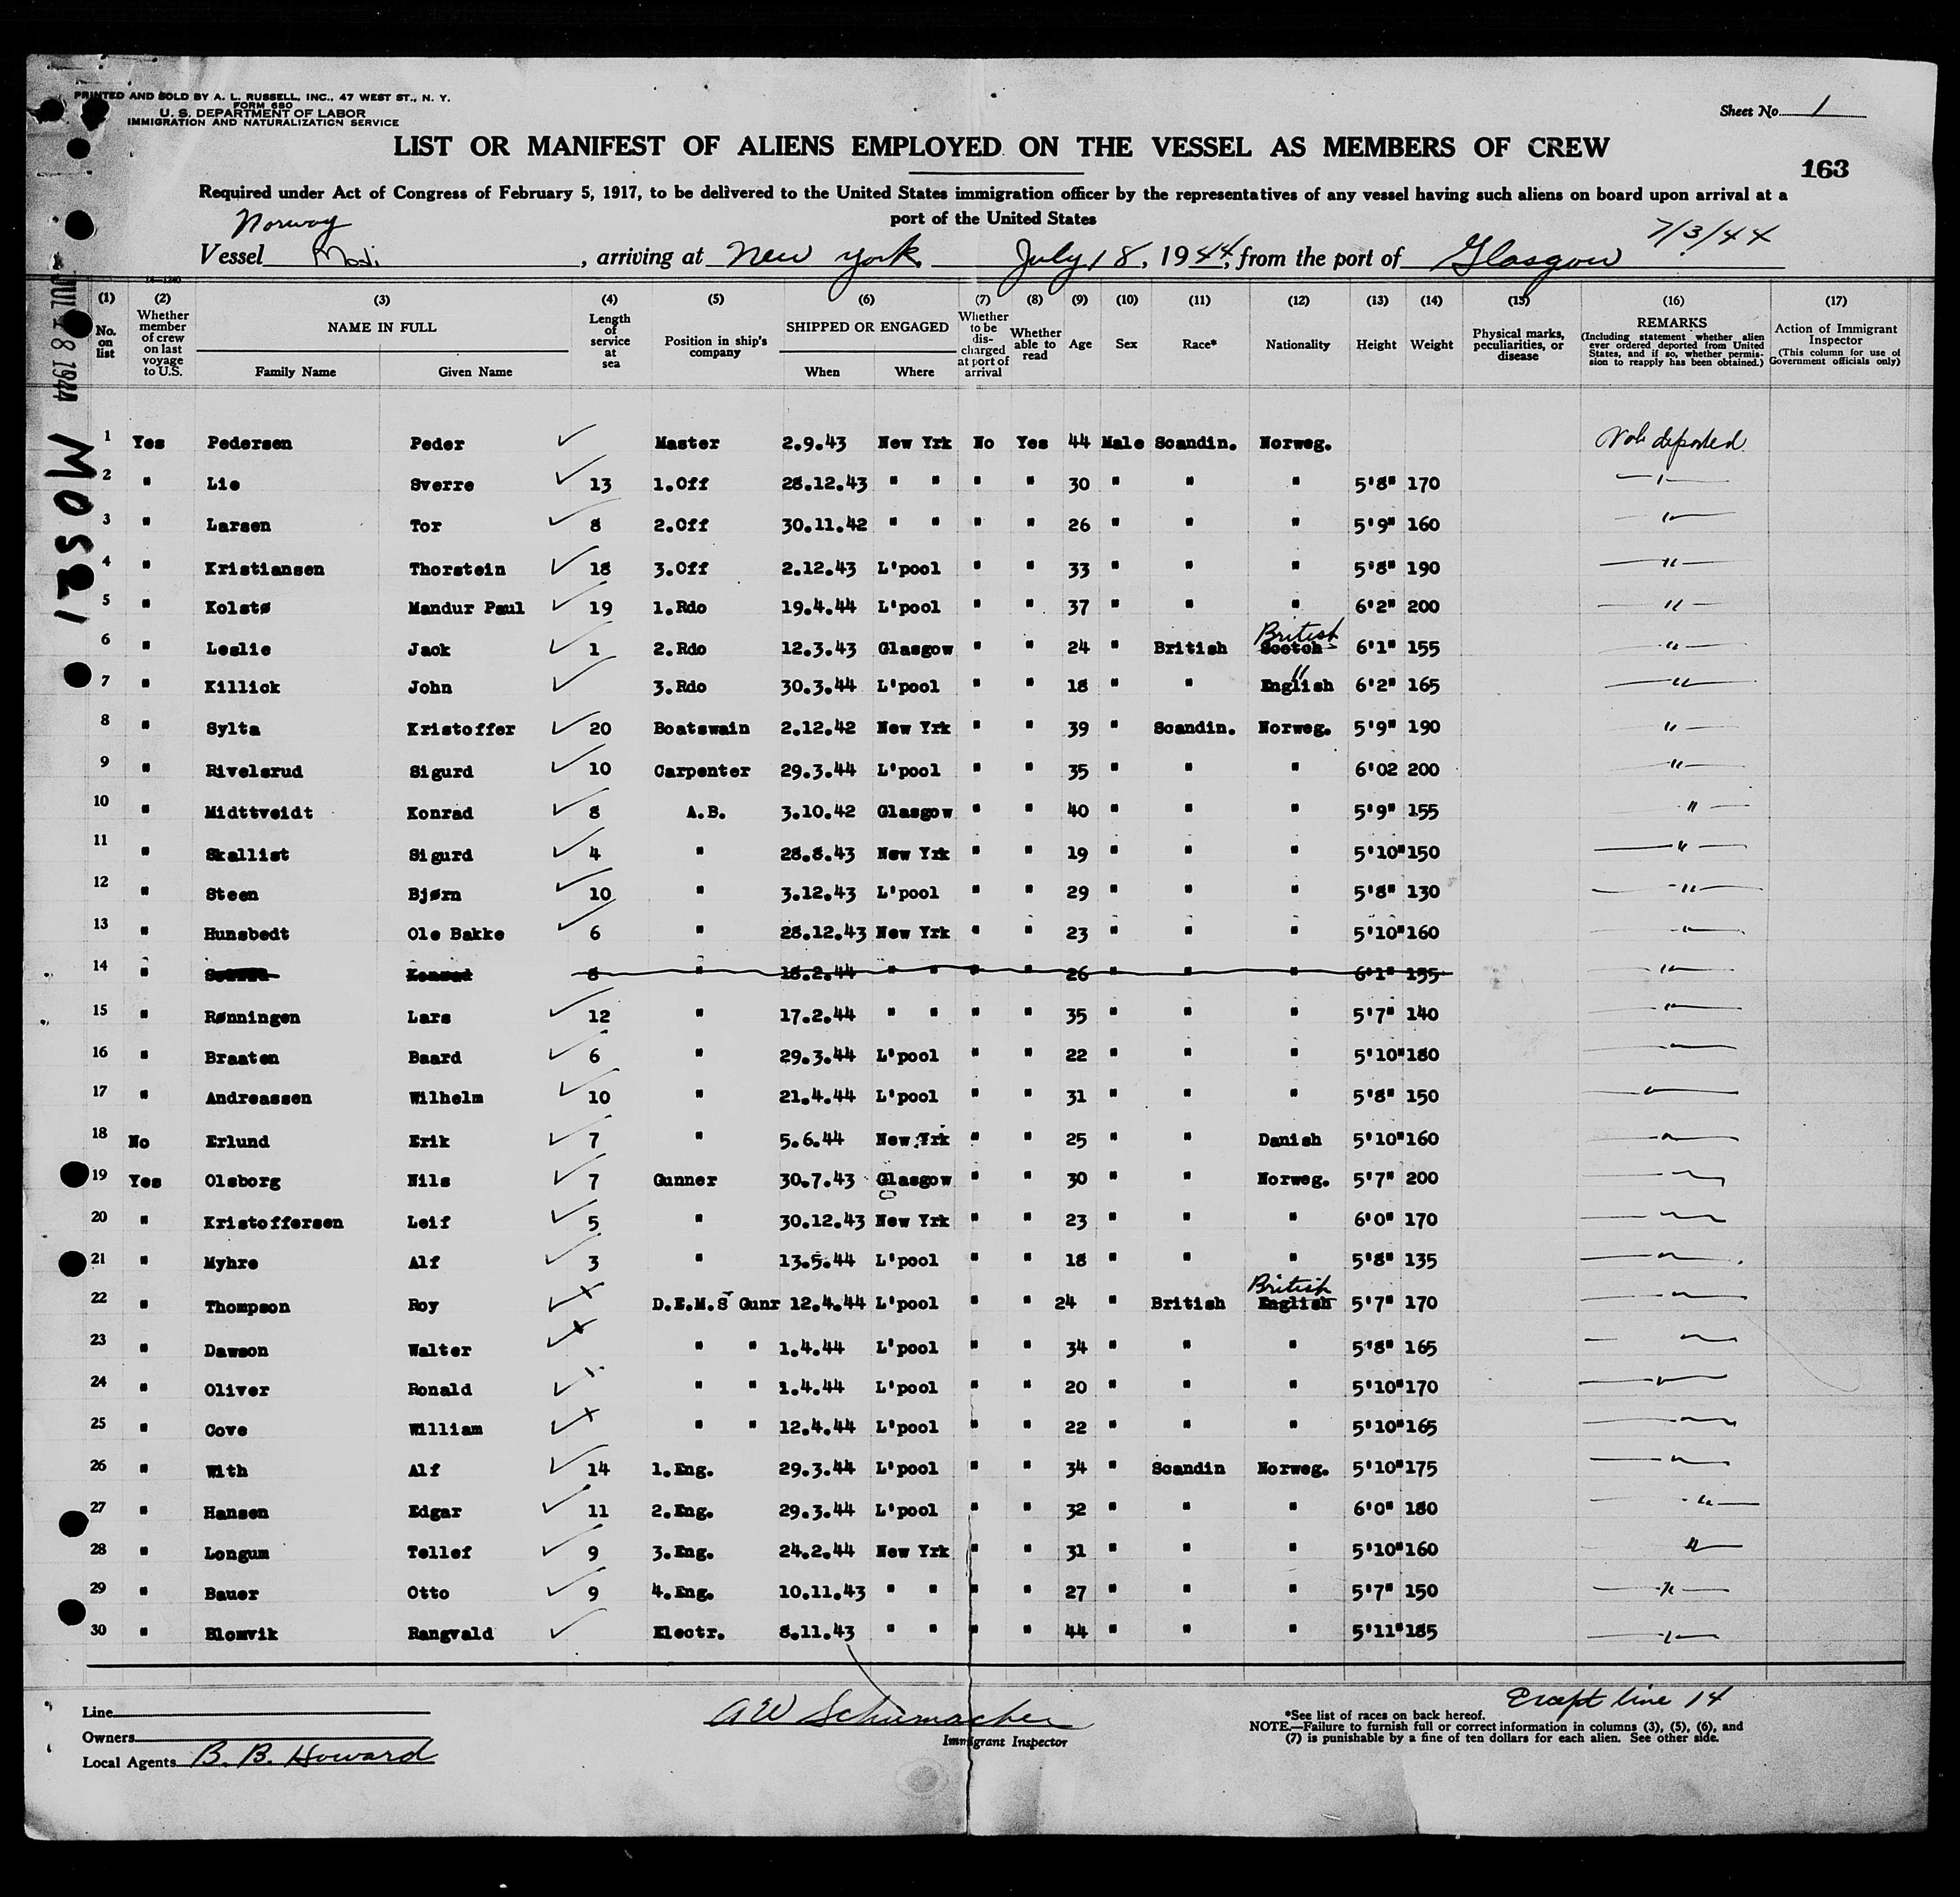 PRINTED AND SOLD BY A. L. RUSSELL, INC., 47 WEST ST., N. Y.
FORM 680
U. S. DEPARTMENT OF LABOR
IMMIGRATION AND NATURALIZATION SERVICE
Sheet No. 1
LIST OR MANIFEST OF ALIENS EMPLOYED ON THE VESSEL AS MEMBERS OF CREW
163
Required under Act of Congress of February 5, 1917, to be delivered to the United States immigration officer by the representatives of any vessel having such aliens on board upon arrival at a
port of the United States
Norway 7/3/44
Vessel Mosli, arriving at New York, July 18, 1944, from the port of Glasgow
(1) No. on list
(2) Whether member of crew on last voyage to U.S.
(3) NAME IN FULL Family Name Given Name
(4) Length of service at sea
(5) Position in ship's company
(6) SHIPPED OR ENGAGED When Where
(7) Whether to be discharged at port of arrival
(8) Whether able to read
(9) Age
(10) Sex
(11) Race*
(12) Nationality
(13) Height
(14) Weight
(15) Physical marks, peculiarities, or disease
(16) REMARKS (Including statement whether alien ever ordered deported from United States, and if so, whether permission to reapply has been obtained.)
(17) Action of Immigrant Inspector (This column for use of Government officials only)
JUL 18 1944
MOSLI
1 Yes Pedersen Peder Master 2.9.43 New Yrk No Yes 44 Male Scandin. Norweg. Not deported
2 " Lie Sverre 13 1.Off 28.12.43 " " " " 30 " " " 5'8" 170 "
3 " Larsen Tor 8 2.Off 30.11.42 " " " " 26 " " " 5'9" 160 "
4 " Kristiansen Thorstein 18 3.Off 2.12.43 L'pool " " 33 " " " 5'8" 190 "
5 " Kolstø Mandur Paul 19 1.Rdo 19.4.44 L'pool " " 37 " " " 6'2" 200 "
6 " Leslie Jack 1 2.Rdo 12.3.43 Glasgow " " 24 " British Scotch British 6'1" 155 "
7 " Killick John 3.Rdo 30.3.44 L'pool " " 18 " " English " 6'2" 165 "
8 " Sylta Kristoffer 20 Boatswain 2.12.42 New Yrk " " 39 " Scandin. Norweg. 5'9" 190 "
9 " Rivelsrud Sigurd 10 Carpenter 29.3.44 L'pool " " 35 " " " 6'02 200 "
10 " Midttveidt Konrad 8 A.B. 3.10.42 Glasgow " " 40 " " " 5'9" 155 "
11 " Skallist Sigurd 4 " 28.8.43 New Yrk " " 19 " " " 5'10" 150 "
12 " Steen Bjørn 10 " 3.12.43 L'pool " " 29 " " " 5'8" 130 "
13 " Hunsbedt Ole Bakke 6 " 28.12.43 New Yrk " " 23 " " " 5'10" 160 "
14 " Konrad 8 " 18.2.44 " " " " 26 " " " 6'1" 155 "
15 " Rønningen Lars 12 " 17.2.44 " " " " 35 " " " 5'7" 140 "
16 " Braaten Baard 6 " 29.3.44 L'pool " " 22 " " " 5'10" 180 "
17 " Andreassen Wilhelm 10 " 21.4.44 L'pool " " 31 " " " 5'8" 150 "
18 No Erlund Erik 7 " 5.6.44 New Yrk " " 25 " " Danish 5'10" 160 "
19 Yes Olsborg Nils 7 Gunner 30.7.43 Glasgow " " 30 " " Norweg. 5'7" 200 "
20 " Kristoffersen Leif 5 " 30.12.43 New Yrk " " 23 " " " 6'0" 170 "
21 " Myhre Alf 3 " 13.5.44 L'pool " " 18 " " " 5'8" 135 "
22 " Thompson Roy D.E.M.S Gunr 12.4.44 L'pool " " 24 " British English British 5'7" 170 "
23 " Dawson Walter " " 1.4.44 L'pool " " 34 " " " 5'8" 165 "
24 " Oliver Ronald " " 1.4.44 L'pool " " 20 " " " 5'10" 170 "
25 " Cove William " " 12.4.44 L'pool " " 22 " " " 5'10" 165 "
26 " With Alf 14 1.Eng. 29.3.44 L'pool " " 34 " Scandin Norweg. 5'10" 175 "
27 " Hansen Edgar 11 2.Eng. 29.3.44 L'pool " " 32 " " " 6'0" 180 "
28 " Longum Tellef 9 3.Eng. 24.2.44 New Yrk " " 31 " " " 5'10" 160 "
29 " Bauer Otto 9 4.Eng. 10.11.43 " " " " 27 " " " 5'7" 150 "
30 " Blomvik Rangvald Electr. 8.11.43 " " " " 44 " " " 5'11" 185 "
Except line 14
Line
Owners
Local Agents B. B. Howard
A W Schumacher
Immigrant Inspector
*See list of races on back hereof.
NOTE.—Failure to furnish full or correct information in columns (3), (5), (6), and
(7) is punishable by a fine of ten dollars for each alien. See other side.